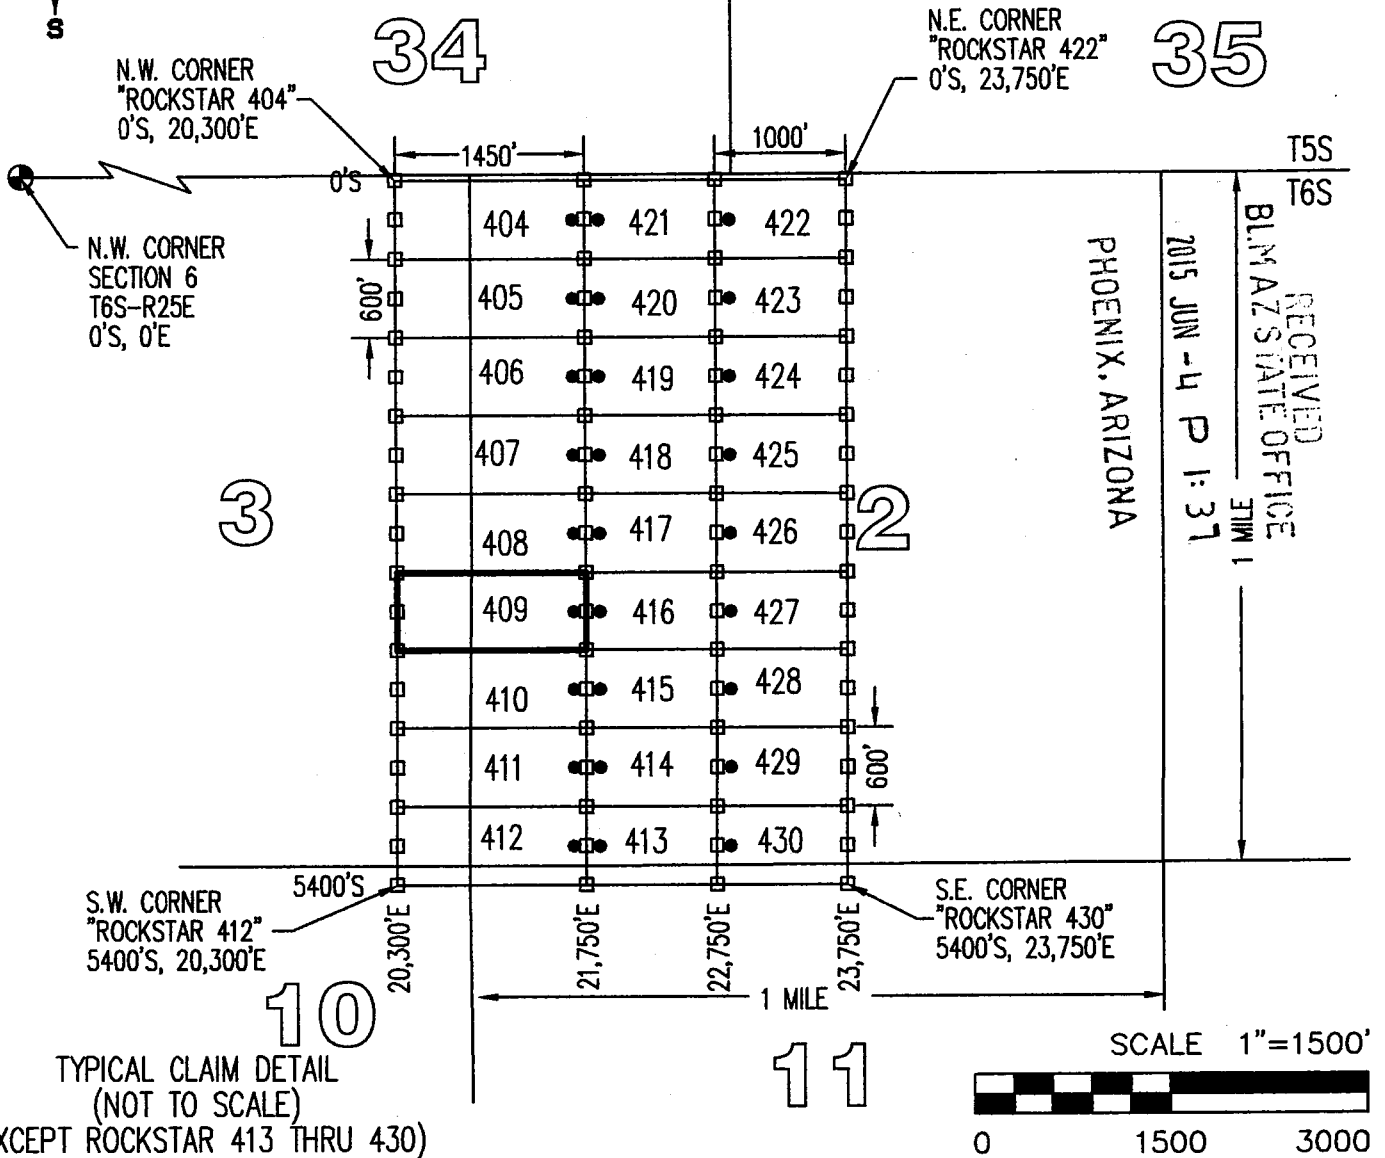 S
34
35
N.W. CORNER
"ROCKSTAR 404"
0'S, 20,300'E
N.E. CORNER
"ROCKSTAR 422"
0'S, 23,750'E
1450'
1000'
T5S
T6S
0'S
N.W. CORNER
SECTION 6
T6S-R25E
0'S, 0'E
600'
404 421 422
405 420 423
406 419 424
407 418 425
408 417 426
409 416 427
410 415 428
411 414 429
412 413 430
3
2
600'
PHOENIX, ARIZONA
2015 JUN -4 P 1:37
1 MILE
BLM AZ STATE OFFICE
RECEIVED
5400'S
S.W. CORNER
"ROCKSTAR 412"
5400'S, 20,300'E
20,300'E
21,750'E
22,750'E
23,750'E
S.E. CORNER
"ROCKSTAR 430"
5400'S, 23,750'E
1 MILE
10
11
TYPICAL CLAIM DETAIL
(NOT TO SCALE)
XCEPT ROCKSTAR 413 THRU 430)
SCALE 1"=1500'
0 1500 3000